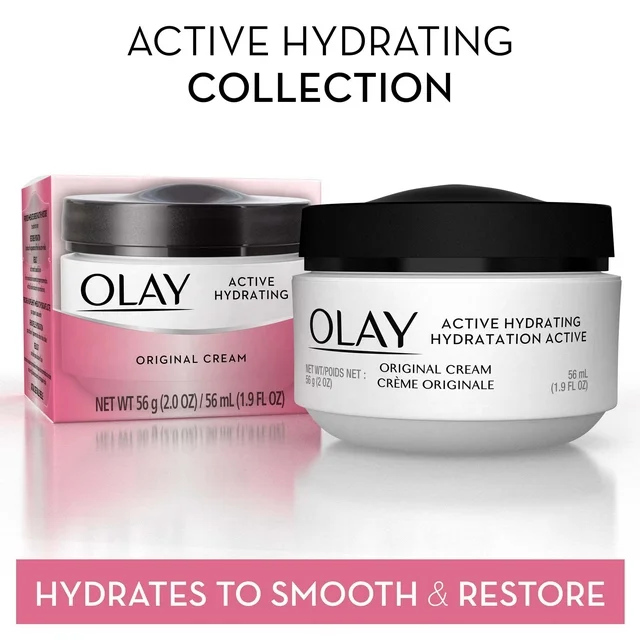 ACTIVE HYDRATING
COLLECTION
OLAY
ACTIVE
HYDRATING
ORIGINAL CREAM
NET WT 56 g (2.0 OZ) / 56 mL (1.9 FL OZ)
OLAY
ACTIVE HYDRATING
HYDRATATION ACTIVE
NET WT/POIDS NET :
56 g (2 OZ)
ORIGINAL CREAM
CRÈME ORIGINALE
56 mL
(1.9 FL OZ)
HYDRATES TO SMOOTH & RESTORE